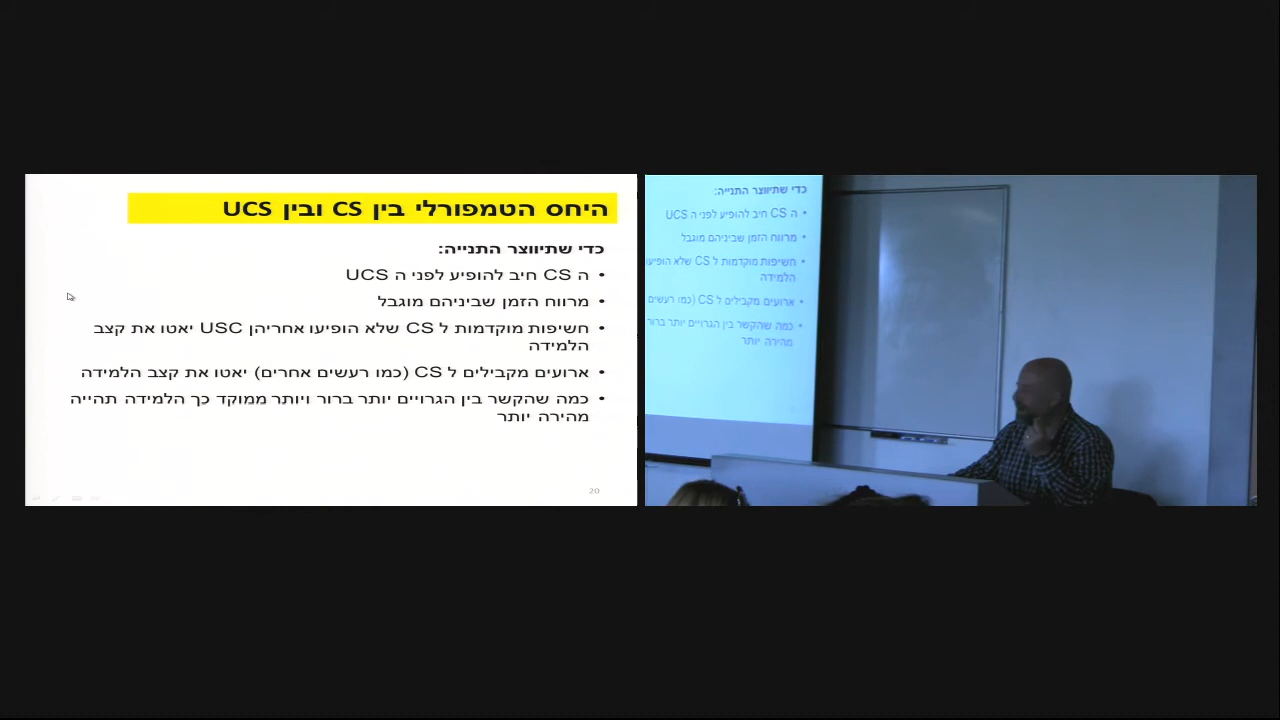 היחס הטמפורלי בין CS ובין UCS
כדי שתיווצר התנייה:
• ה CS חיב להופיע לפני ה UCS
• מרווח הזמן שביניהם מוגבל
• חשיפות מוקדמות ל CS שלא הופיעו אחריהן USC יאטו את קצב
הלמידה
• ארועים מקבילים ל CS (כמו רעשים אחרים) יאטו את קצב הלמידה
• כמה שהקשר בין הגרויים יותר ברור ויותר ממוקד כך הלמידה תהייה
מהירה יותר
20
כדי שתיווצר התנייה:
• ה CS חיב להופיע לפני ה UCS
• מרווח הזמן שביניהם מוגבל
• חשיפות מוקדמות ל CS שלא הופיעו
הלמידה
• ארועים מקבילים ל CS (כמו רעשים
• כמה שהקשר בין הגרויים יותר ברור
מהירה יותר